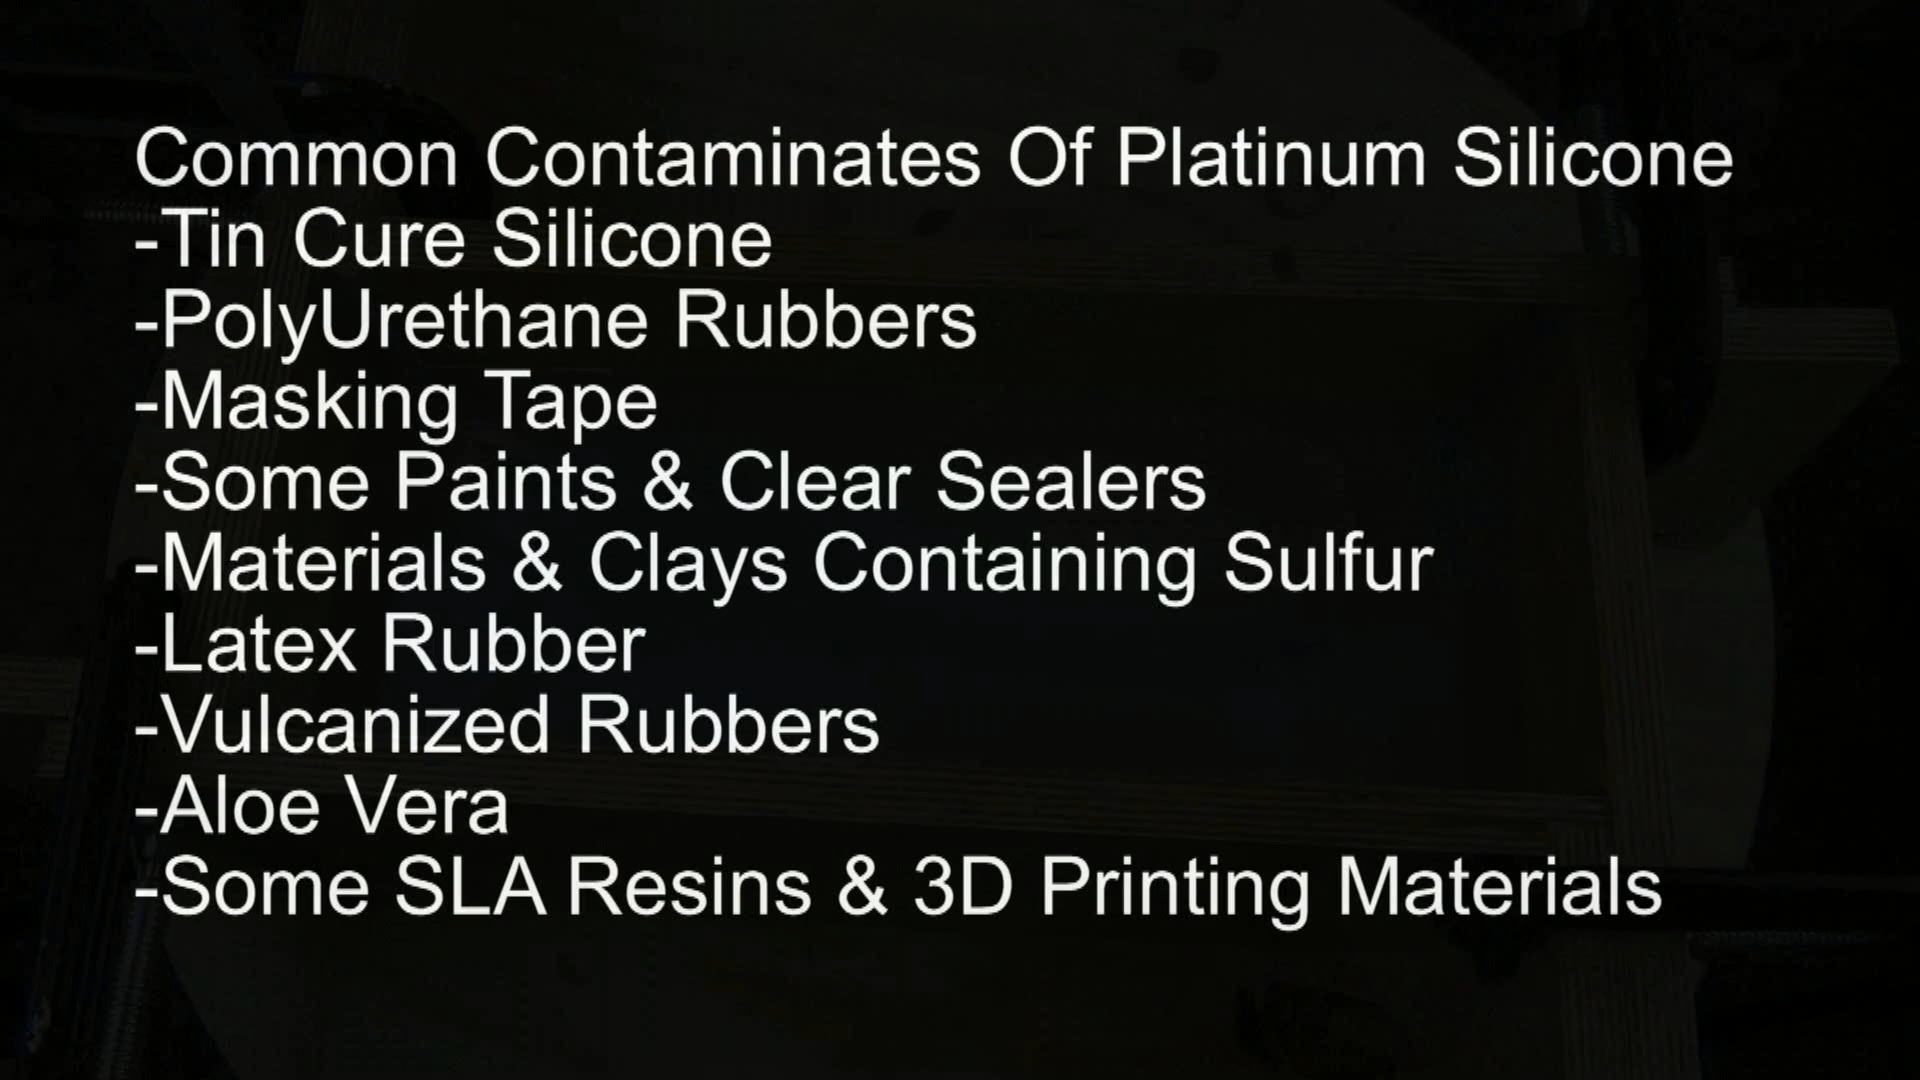 Common Contaminates Of Platinum Silicone
-Tin Cure Silicone
-PolyUrethane Rubbers
-Masking Tape
-Some Paints & Clear Sealers
-Materials & Clays Containing Sulfur
-Latex Rubber
-Vulcanized Rubbers
-Aloe Vera
-Some SLA Resins & 3D Printing Materials